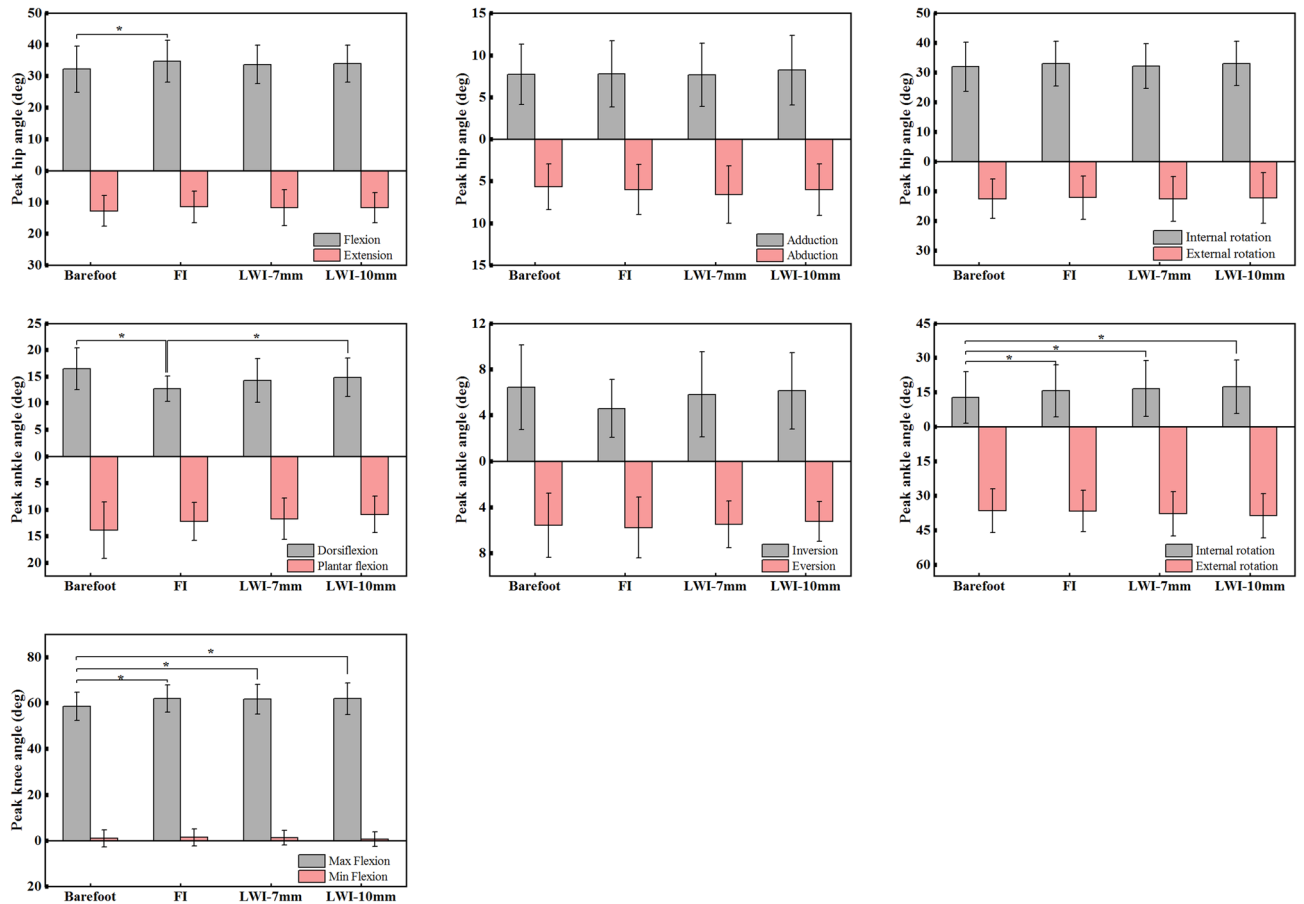 Peak hip angle (deg)
50
40
30
20
10
0
10
20
30
*
Flexion
Extension
Barefoot FI LWI-7mm LWI-10mm
Peak hip angle (deg)
15
10
5
0
5
10
15
Adduction
Abduction
Barefoot FI LWI-7mm LWI-10mm
Peak hip angle (deg)
50
40
30
20
10
0
10
20
30
Internal rotation
External rotation
Barefoot FI LWI-7mm LWI-10mm
Peak ankle angle (deg)
25
20
15
10
5
0
5
10
15
20
* *
Dorsiflexion
Plantar flexion
Barefoot FI LWI-7mm LWI-10mm
Peak ankle angle (deg)
12
8
4
0
4
8
Inversion
Eversion
Barefoot FI LWI-7mm LWI-10mm
Peak ankle angle (deg)
45
30
15
0
15
30
45
60
*
*
*
Internal rotation
External rotation
Barefoot FI LWI-7mm LWI-10mm
Peak knee angle (deg)
80
60
40
20
0
20
*
*
*
Max Flexion
Min Flexion
Barefoot FI LWI-7mm LWI-10mm